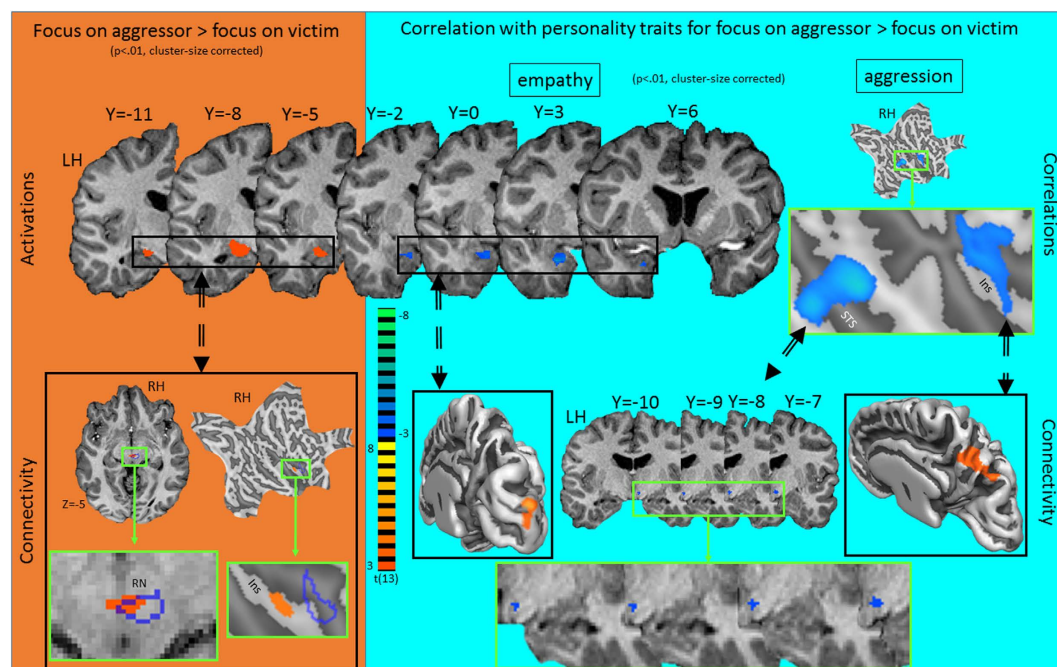 Focus on aggressor > focus on victim
(p<.01, cluster-size corrected)
Correlation with personality traits for focus on aggressor > focus on victim
empathy
(p<.01, cluster-size corrected)
aggression
Y=-11
Y=-8
Y=-5
Y=-2
Y=0
Y=3
Y=6
RH
LH
Activations
Correlations
Ins
STS
-8
-3
8
3
t(13)
RH
RH
Z=-5
Connectivity
RN
Ins
LH
Y=-10
Y=-9
Y=-8
Y=-7
Connectivity